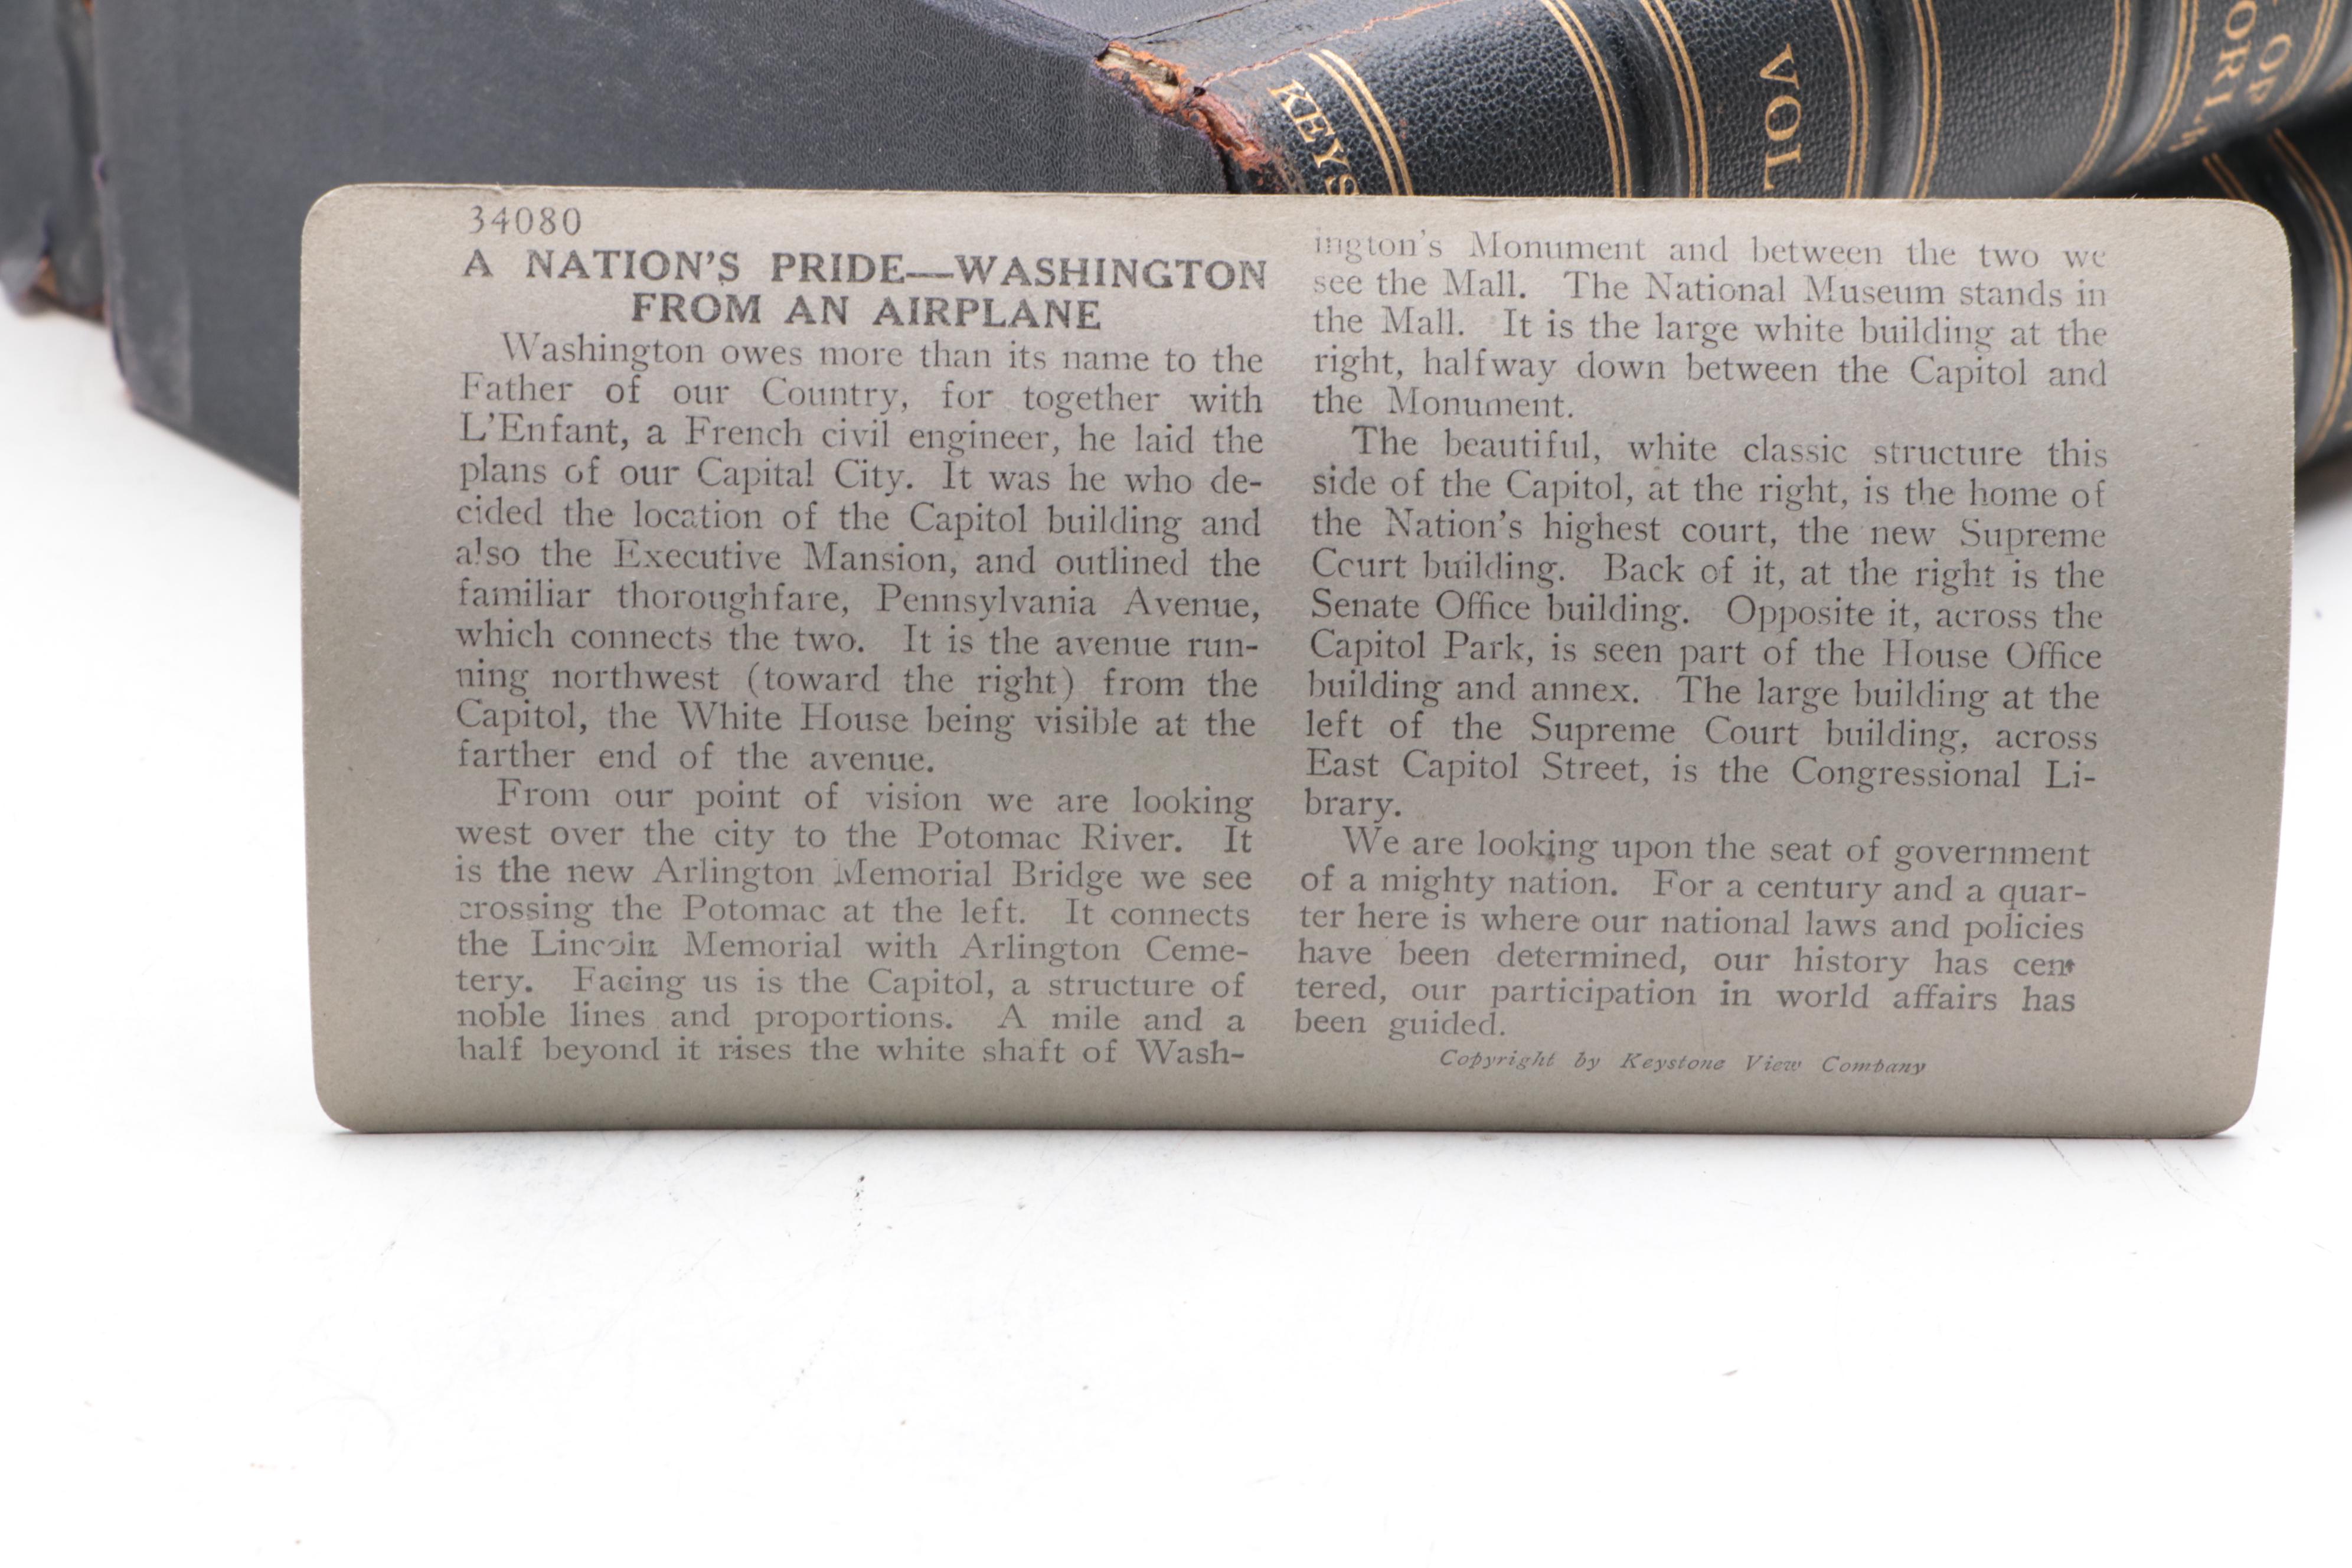 KEYS
VOL
34080
A NATION'S PRIDE—WASHINGTON
FROM AN AIRPLANE
Washington owes more than its name to the
Father of our Country, for together with
L'Enfant, a French civil engineer, he laid the
plans of our Capital City. It was he who de-
cided the location of the Capitol building and
also the Executive Mansion, and outlined the
familiar thoroughfare, Pennsylvania Avenue,
which connects the two. It is the avenue run-
ning northwest (toward the right) from the
Capitol, the White House being visible at the
farther end of the avenue.
From our point of vision we are looking
west over the city to the Potomac River. It
is the new Arlington Memorial Bridge we see
crossing the Potomac at the left. It connects
the Lincoln Memorial with Arlington Ceme-
tery. Facing us is the Capitol, a structure of
noble lines and proportions. A mile and a
half beyond it rises the white shaft of Wash-
ington's Monument and between the two we
see the Mall. The National Museum stands in
the Mall. It is the large white building at the
right, halfway down between the Capitol and
the Monument.
The beautiful, white classic structure this
side of the Capitol, at the right, is the home of
the Nation's highest court, the new Supreme
Court building. Back of it, at the right is the
Senate Office building. Opposite it, across the
Capitol Park, is seen part of the House Office
building and annex. The large building at the
left of the Supreme Court building, across
East Capitol Street, is the Congressional Li-
brary.
We are looking upon the seat of government
of a mighty nation. For a century and a quar-
ter here is where our national laws and policies
have been determined, our history has cen-
tered, our participation in world affairs has
been guided.
Copyright by Keystone View Company